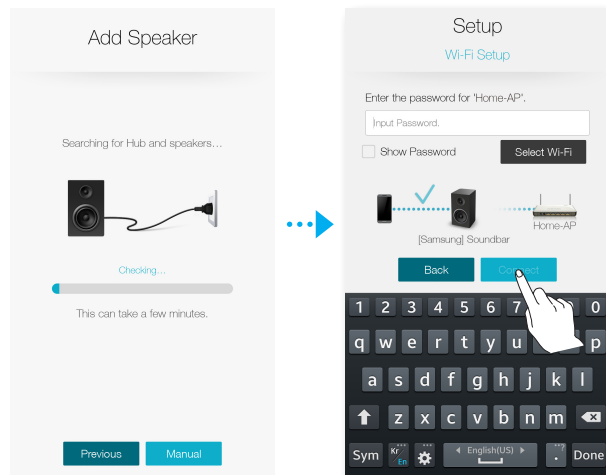 Add Speaker
Searching for Hub and speakers...
Checking...
This can take a few minutes.
Previous
Manual
Setup
Wi-Fi Setup
Enter the password for 'Home-AP'.
Input Password.
Show Password
Select Wi-Fi
Home-AP
[Samsung] Soundbar
Back
Connect
1 2 3 4 5 6 7 0
q w e r t y u p
a s d f g h j k l
z x c v b n m
Sym Kr En English(US) . ? Done